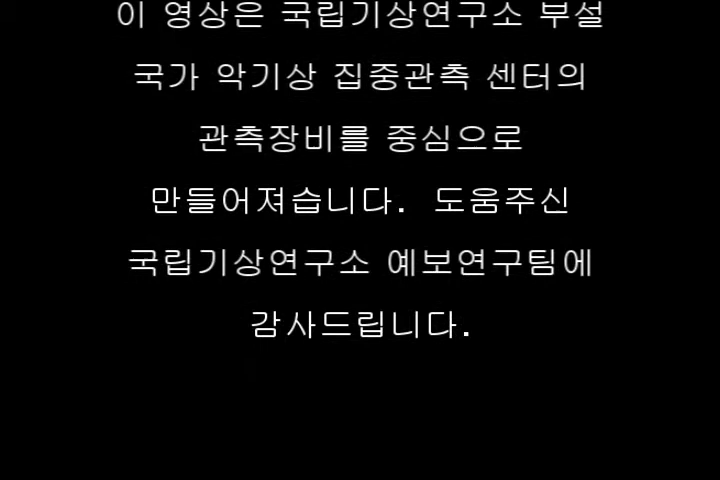 이 영상은 국립기상연구소 부설
국가 악기상 집중관측 센터의
관측장비를 중심으로
만들어져습니다. 도움주신
국립기상연구소 예보연구팀에
감사드립니다.